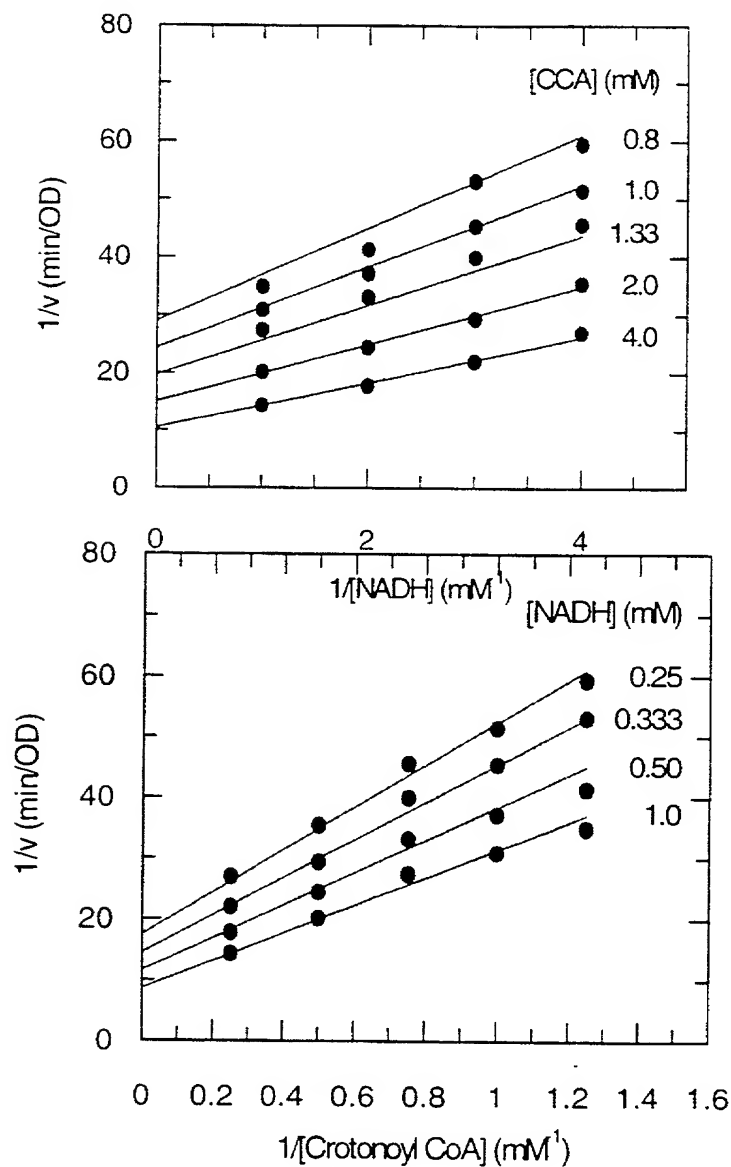 80
[CCA] (mM)
0.8
60
1.0
1.33
40
2.0
4.0
20
0
1/v (min/OD)
0 2 4
1/[NADH] (mM⁻¹)
80
[NADH] (mM)
0.25
60
0.333
0.50
40
1.0
20
0
1/v (min/OD)
0 0.2 0.4 0.6 0.8 1 1.2 1.4 1.6
1/[Crotonoyl CoA] (mM⁻¹)